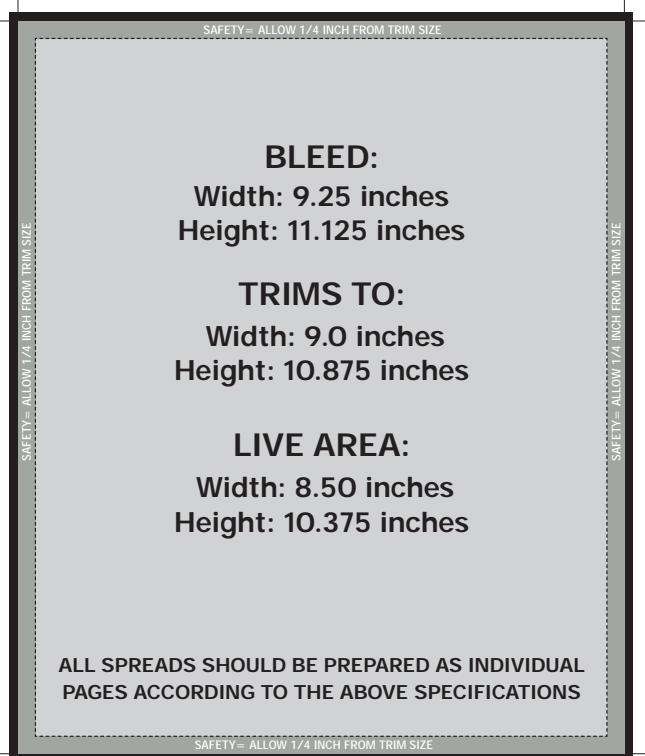 SAFETY= ALLOW 1/4 INCH FROM TRIM SIZE
SAFETY= ALLOW 1/4 INCH FROM TRIM SIZE
BLEED:
Width: 9.25 inches
Height: 11.125 inches
TRIMS TO:
Width: 9.0 inches
Height: 10.875 inches
LIVE AREA:
Width: 8.50 inches
Height: 10.375 inches
SAFETY= ALLOW 1/4 INCH FROM TRIM SIZE
ALL SPREADS SHOULD BE PREPARED AS INDIVIDUAL
PAGES ACCORDING TO THE ABOVE SPECIFICATIONS
SAFETY= ALLOW 1/4 INCH FROM TRIM SIZE